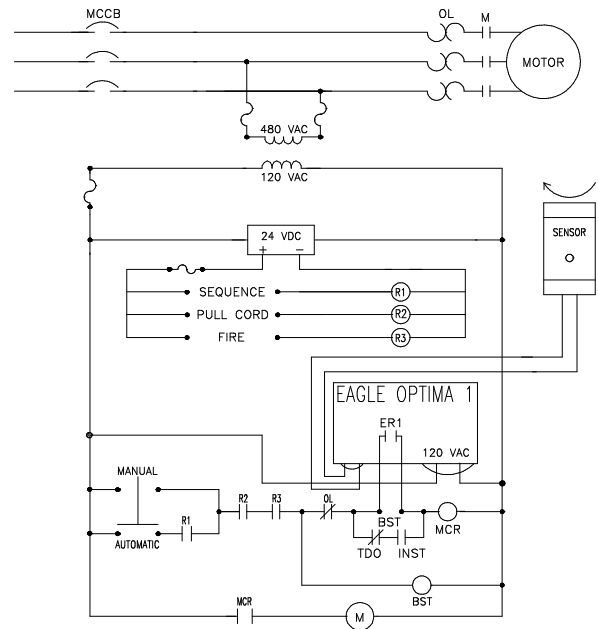 MCCB
OL
M
MOTOR
480 VAC
120 VAC
24 VDC
+ −
SENSOR
SEQUENCE
R1
PULL CORD
R2
FIRE
R3
EAGLE OPTIMA 1
ER1
120 VAC
MANUAL
R1
AUTOMATIC
R2
R3
OL
BST
TDO
INST
MCR
BST
MCR
M